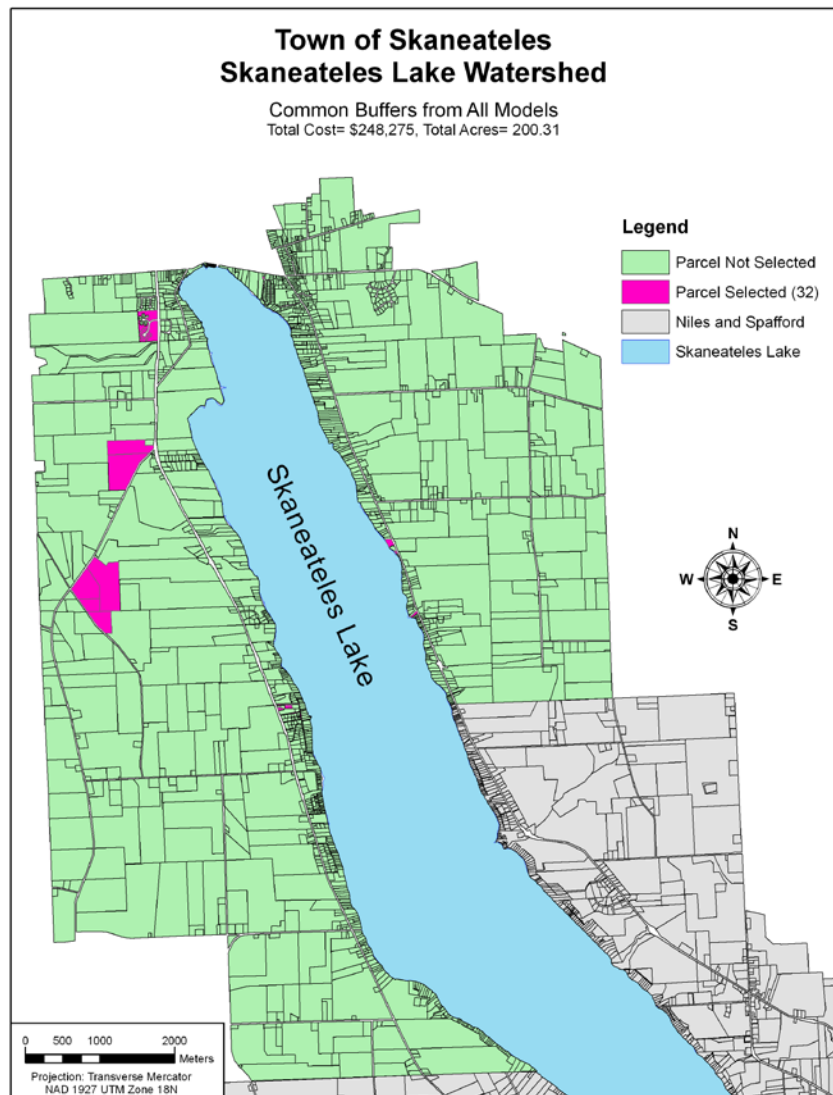 Town of Skaneateles
Skaneateles Lake Watershed
Common Buffers from All Models
Total Cost= $248,275, Total Acres= 200.31
Legend
Parcel Not Selected
Parcel Selected (32)
Niles and Spafford
Skaneateles Lake
Skaneateles Lake
N
W
E
S
0 500 1000 2000
Meters
Projection: Transverse Mercator
NAD 1927 UTM Zone 18N